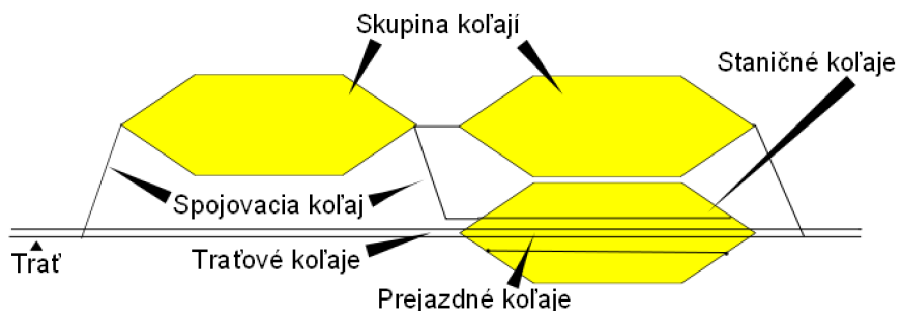 Skupina koľají
Staničné koľaje
Spojovacia koľaj
Traťové koľaje
Trať
Prejazdné koľaje